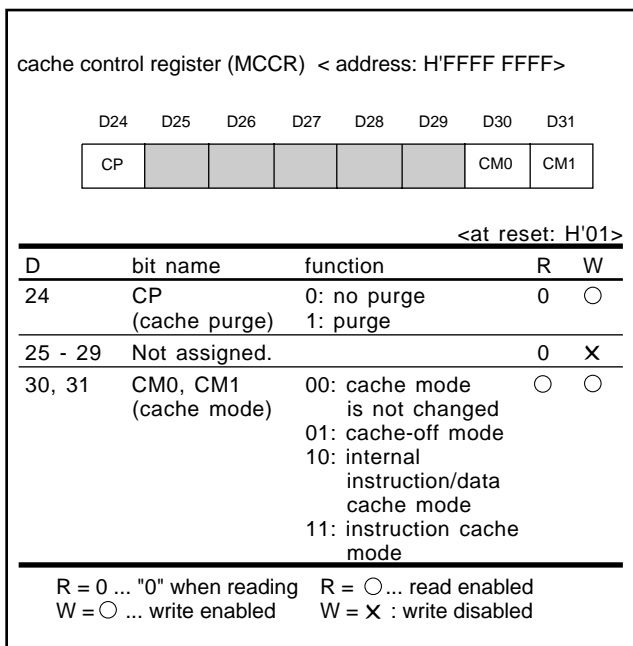 cache control register (MCCR) < address: H'FFFF FFFF>
D24 D25 D26 D27 D28 D29 D30 D31
CP CM0 CM1
<at reset: H'01>
D bit name function R W
24 CP 0: no purge 0 ○
(cache purge) 1: purge
25 - 29 Not assigned. 0 ×
30, 31 CM0, CM1 00: cache mode ○ ○
(cache mode) is not changed
01: cache-off mode
10: internal
instruction/data
cache mode
11: instruction cache
mode
R = 0 ... "0" when reading R = ○... read enabled
W = ○ ... write enabled W = × : write disabled